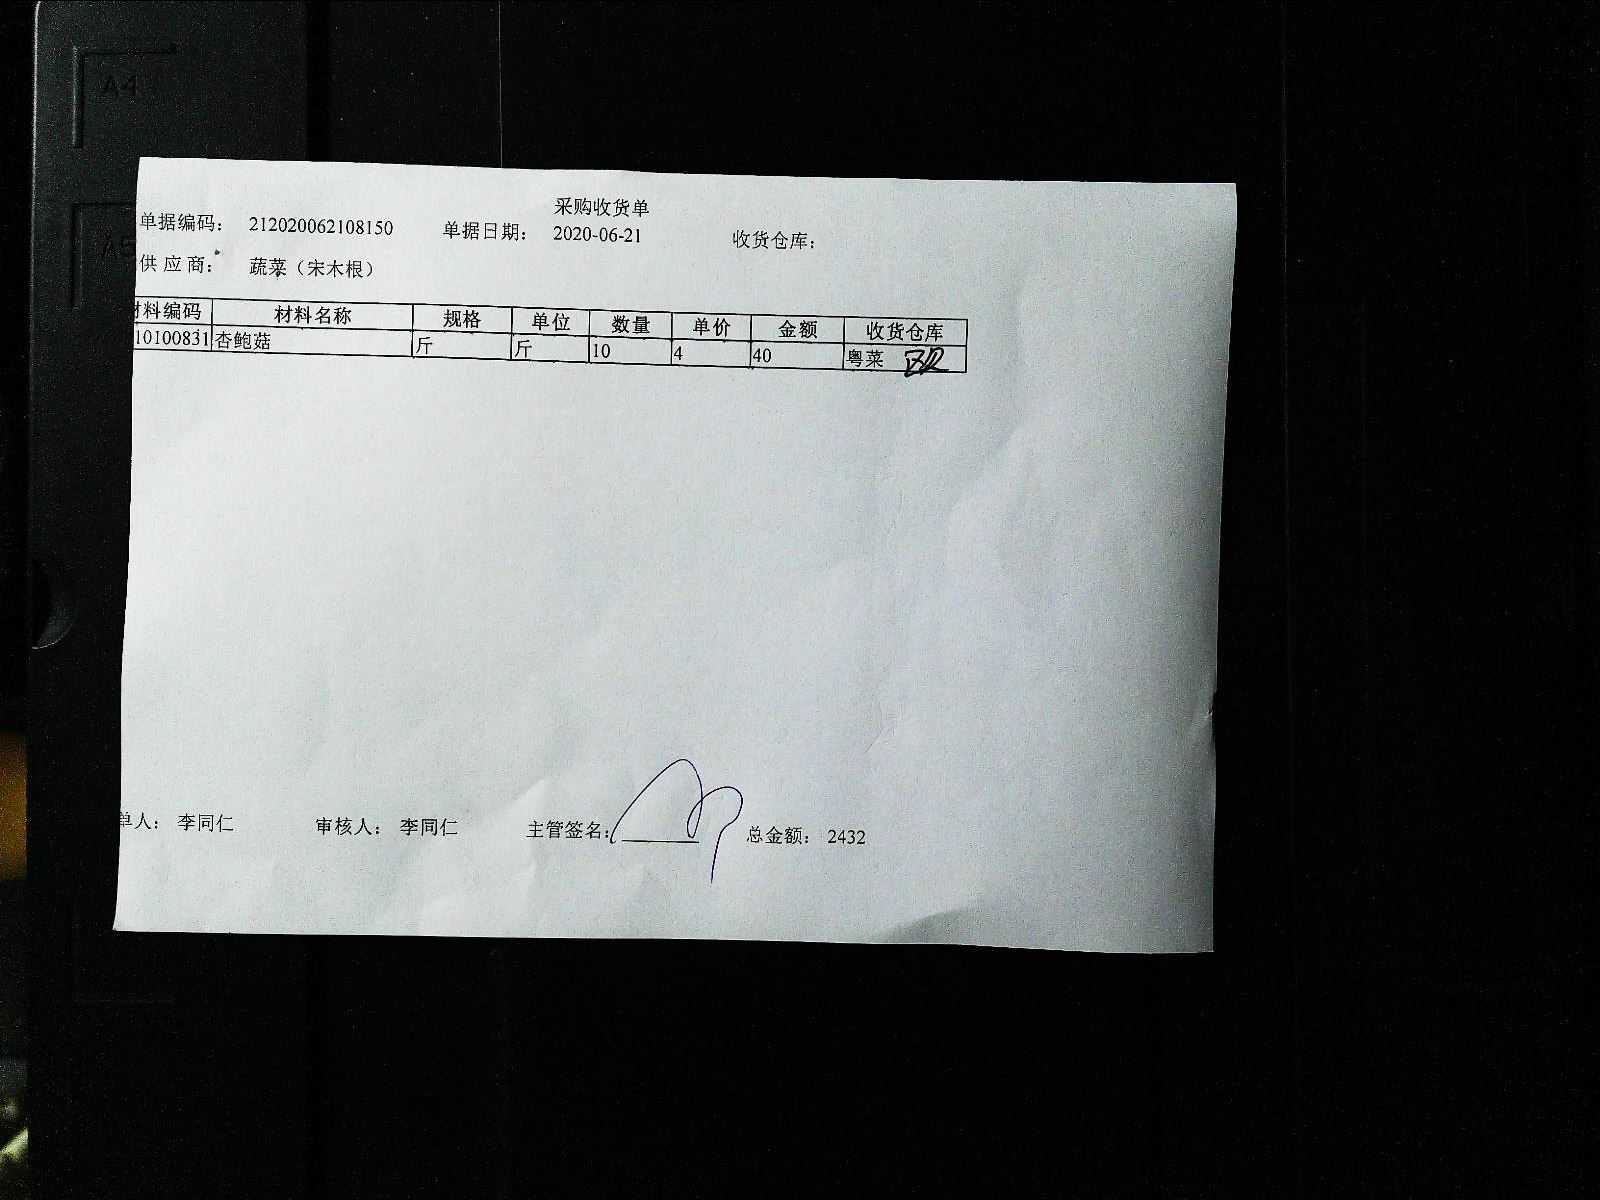 A4
A5
采购收货单
单据编码： 212020062108150 单据日期： 2020-06-21 收货仓库：
供 应 商： 蔬菜（宋木根）
材料编码 材料名称 规格 单位 数量 单价 金额 收货仓库
10100831 杏鲍菇 斤 斤 10 4 40 粤菜
单人： 李同仁 审核人： 李同仁 主管签名： 总金额： 2432